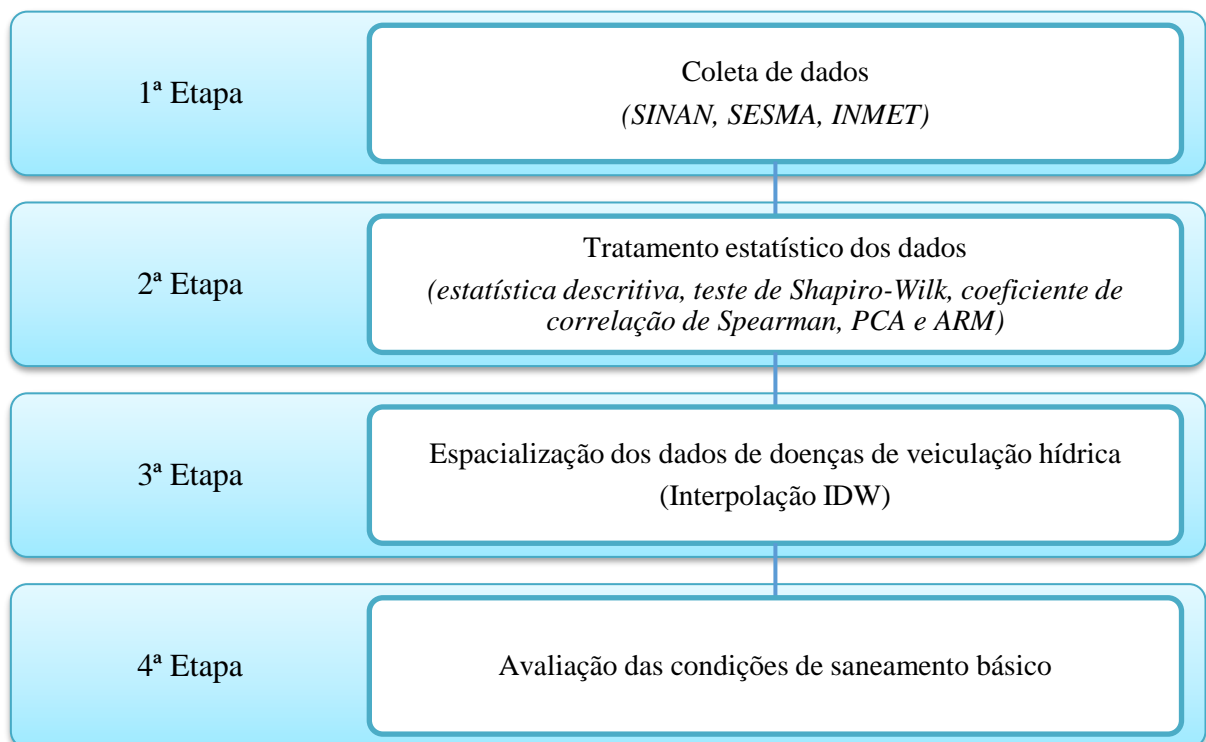 1ª Etapa
Coleta de dados
(SINAN, SESMA, INMET)
2ª Etapa
Tratamento estatístico dos dados
(estatística descritiva, teste de Shapiro-Wilk, coeficiente de
correlação de Spearman, PCA e ARM)
3ª Etapa
Espacialização dos dados de doenças de veiculação hídrica
(Interpolação IDW)
4ª Etapa
Avaliação das condições de saneamento básico